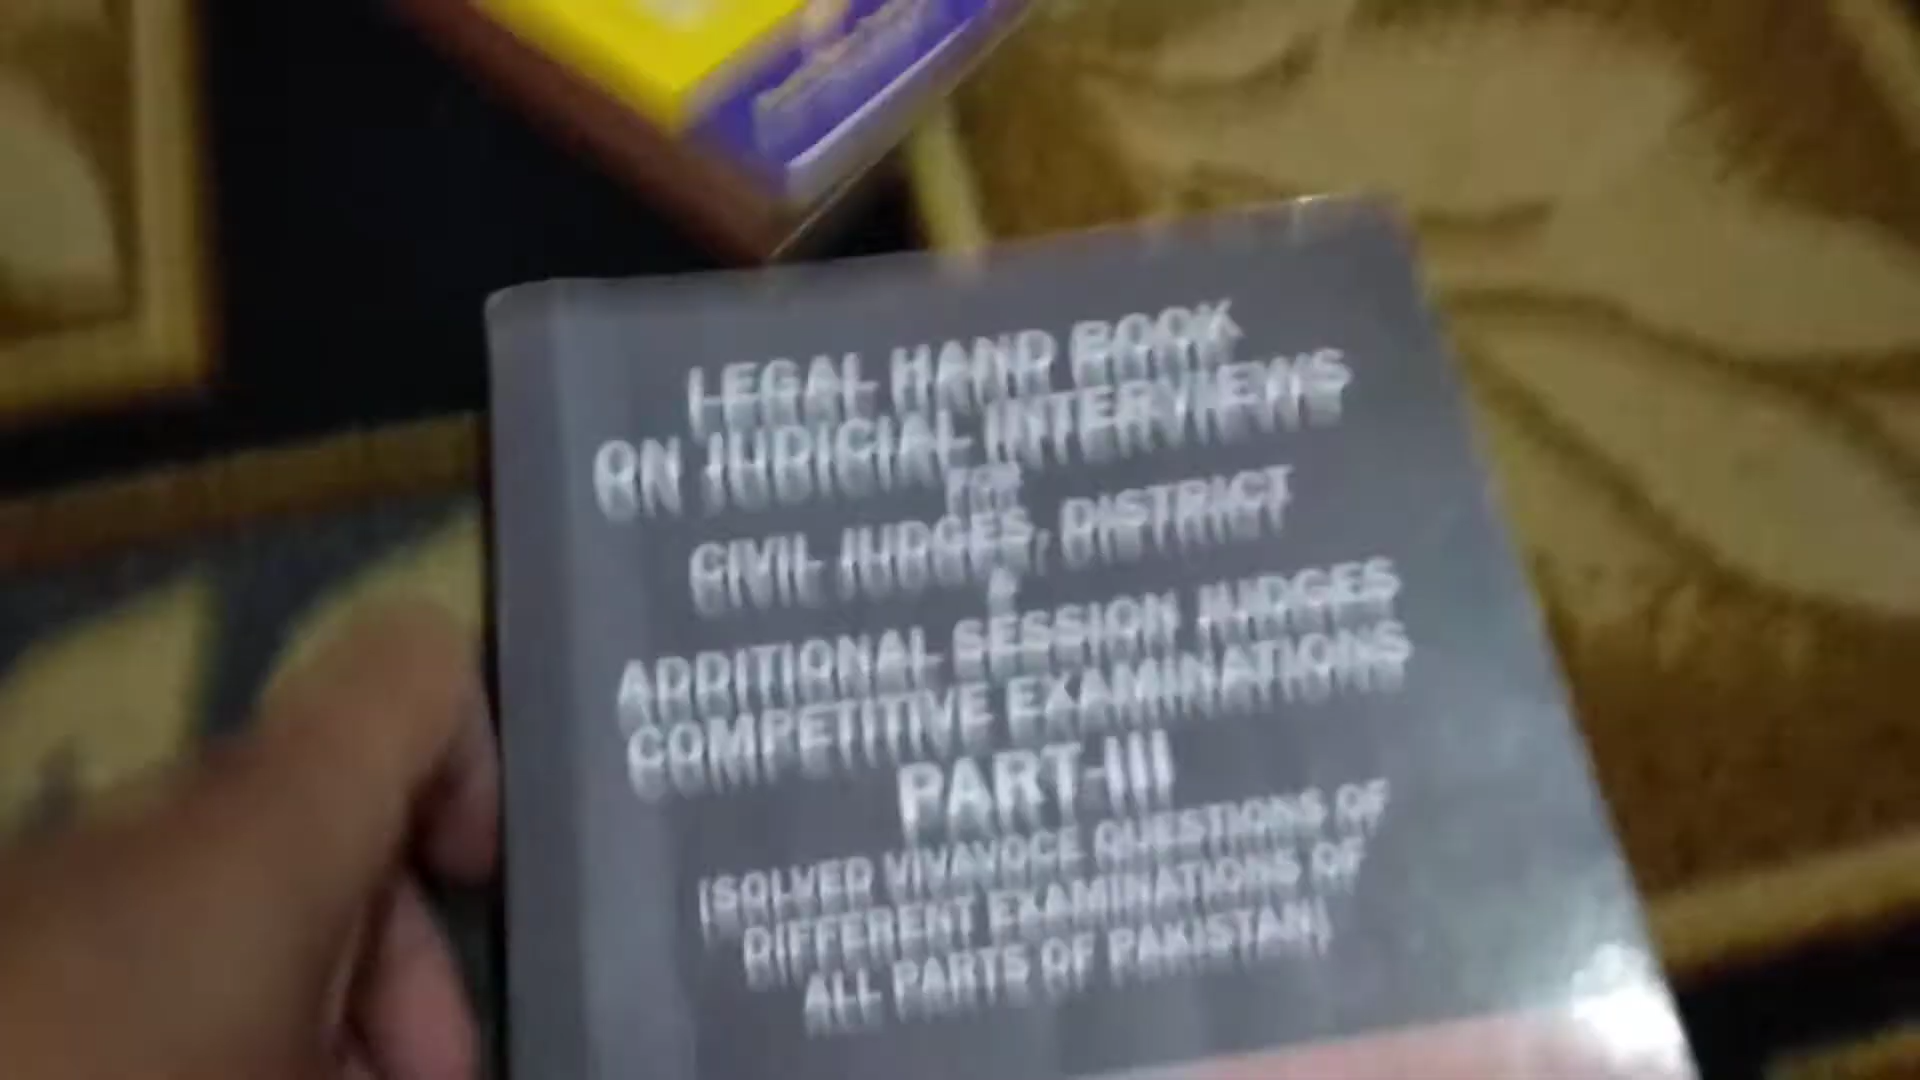 LEGAL HAND BOOK
ON JUDICIAL INTERVIEWS
FOR
CIVIL JUDGES, DISTRICT
&
ADDITIONAL SESSION JUDGES
COMPETITIVE EXAMINATIONS
PART-III
(SOLVED VIVAVOCE QUESTIONS OF
DIFFERENT EXAMINATIONS OF
ALL PARTS OF PAKISTAN)